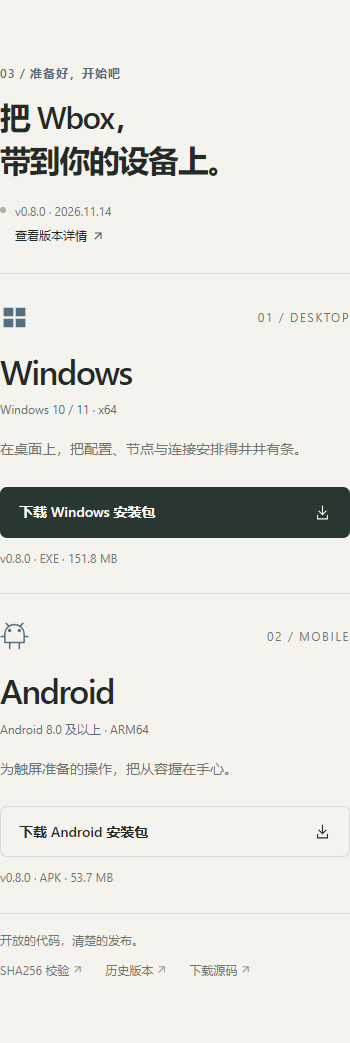 03 / 准备好，开始吧
把 Wbox，
带到你的设备上。
v0.8.0 · 2026.11.14
查看版本详情 ↗
01 / DESKTOP
Windows
Windows 10 / 11 · x64
在桌面上，把配置、节点与连接安排得井井有条。
下载 Windows 安装包
v0.8.0 · EXE · 151.8 MB
02 / MOBILE
Android
Android 8.0 及以上 · ARM64
为触屏准备的操作，把从容握在手心。
下载 Android 安装包
v0.8.0 · APK · 53.7 MB
开放的代码，清楚的发布。
SHA256 校验 ↗ 历史版本 ↗ 下载源码 ↗